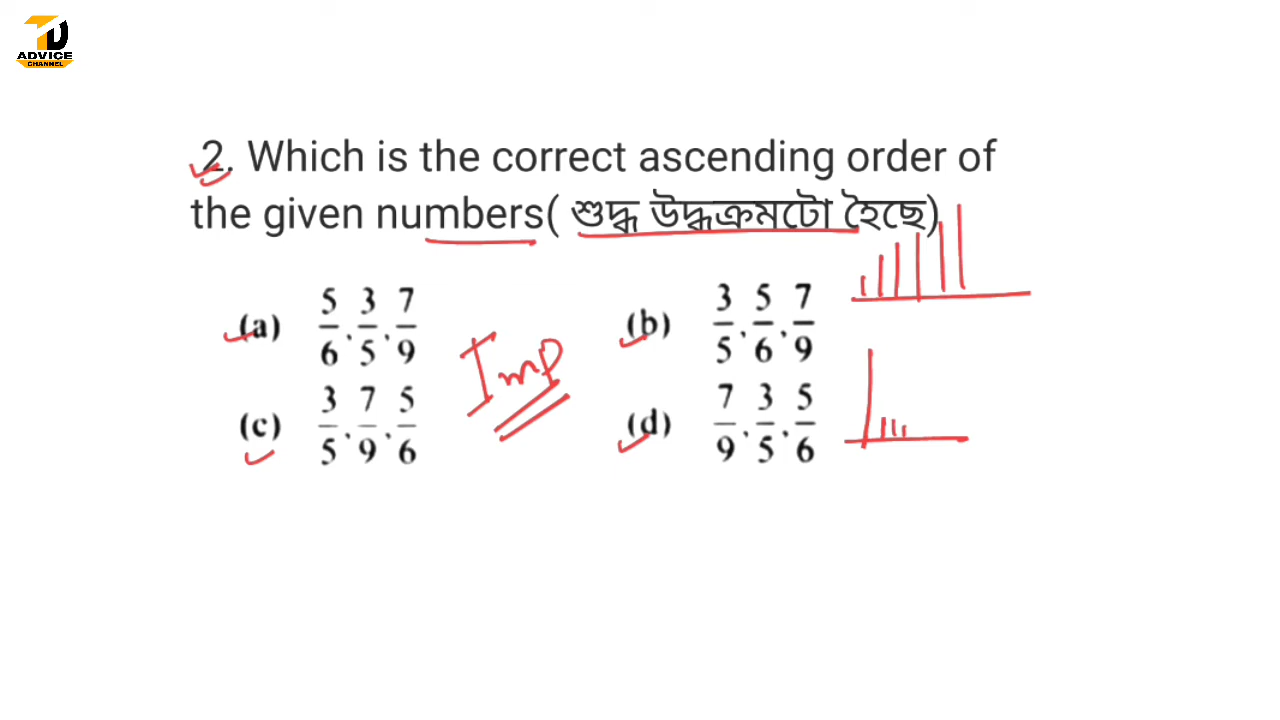 TD
ADVICE
CHANNEL
2. Which is the correct ascending order of
the given numbers( শুদ্ধ উদ্ধক্ৰমটো হৈছে)
(a) 5/6, 3/5, 7/9 (b) 3/5, 5/6, 7/9
Imp
(c) 3/5, 7/9, 5/6 (d) 7/9, 3/5, 5/6